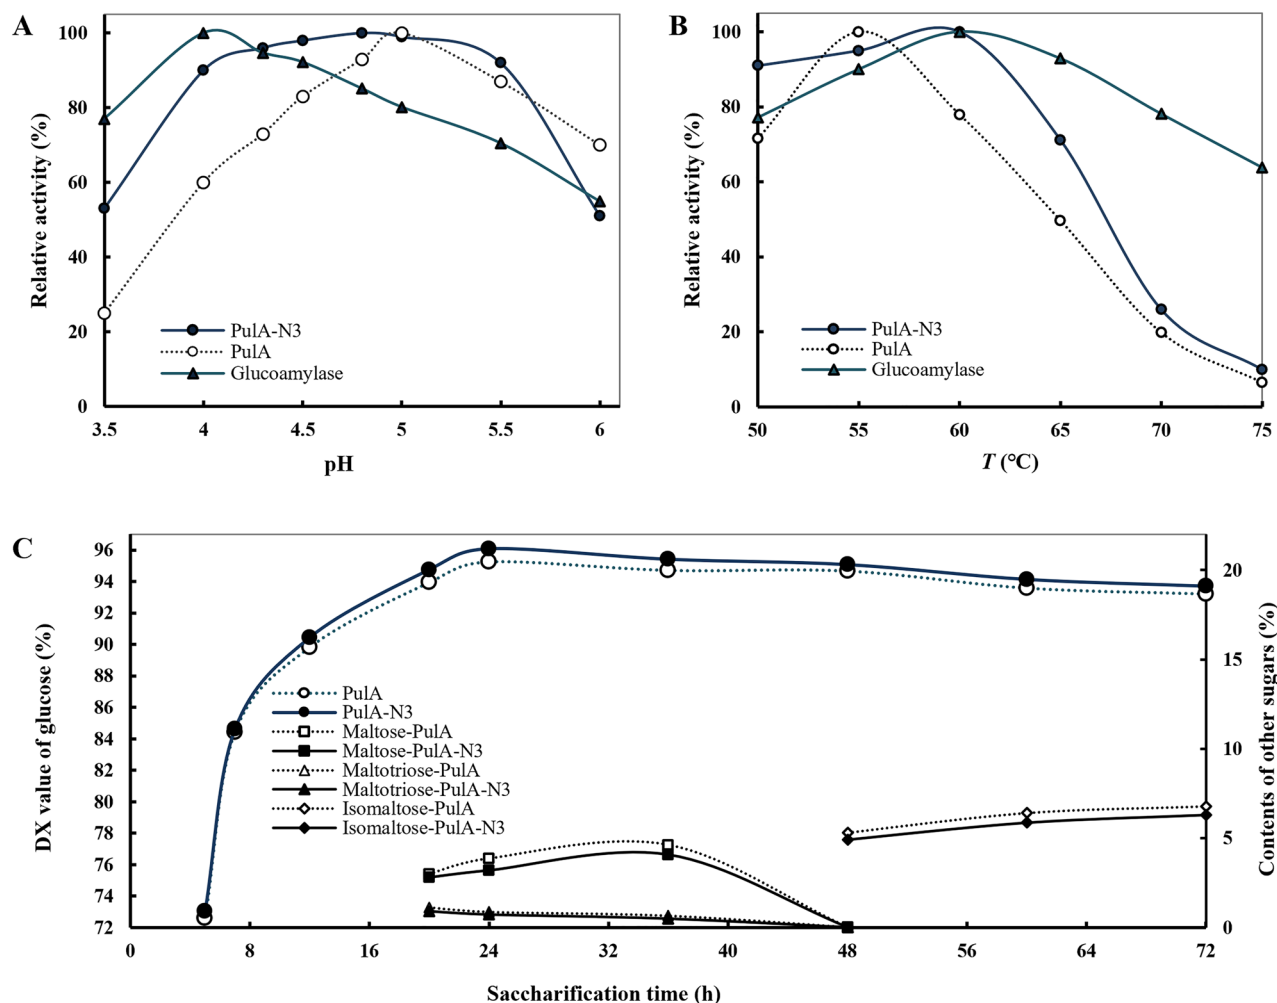 A
Relative activity (%)
100
80
60
40
20
0
PulA-N3
PulA
Glucoamylase
3.5 4 4.5 5 5.5 6
pH
B
Relative activity (%)
100
80
60
40
20
0
PulA-N3
PulA
Glucoamylase
50 55 60 65 70 75
T (℃)
C
DX value of glucose (%)
96
94
92
90
88
86
84
82
80
78
76
74
72
PulA
PulA-N3
Maltose-PulA
Maltose-PulA-N3
Maltotriose-PulA
Maltotriose-PulA-N3
Isomaltose-PulA
Isomaltose-PulA-N3
20
15
10
5
0
Contents of other sugars (%)
0 8 16 24 32 40 48 56 64 72
Saccharification time (h)